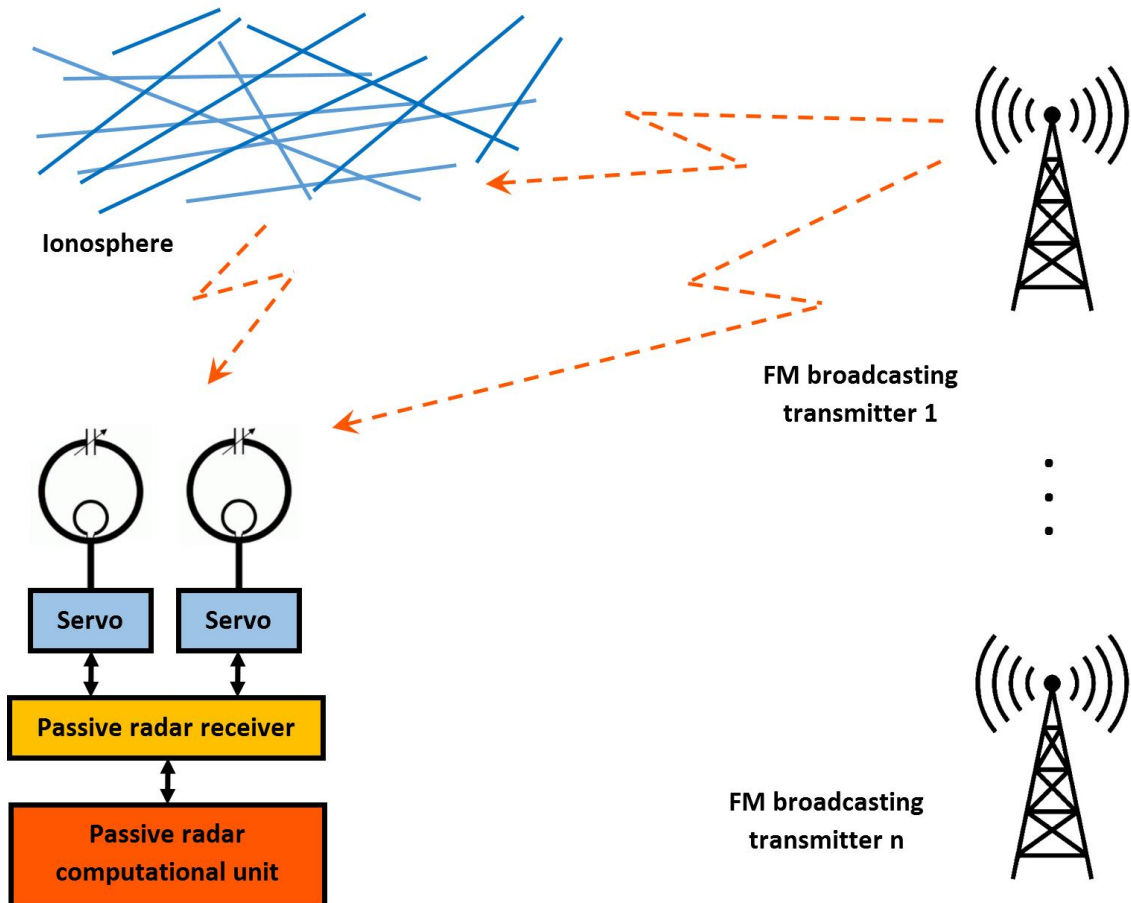 Ionosphere
FM broadcasting
transmitter 1
Servo
Servo
Passive radar receiver
FM broadcasting
transmitter n
Passive radar
computational unit